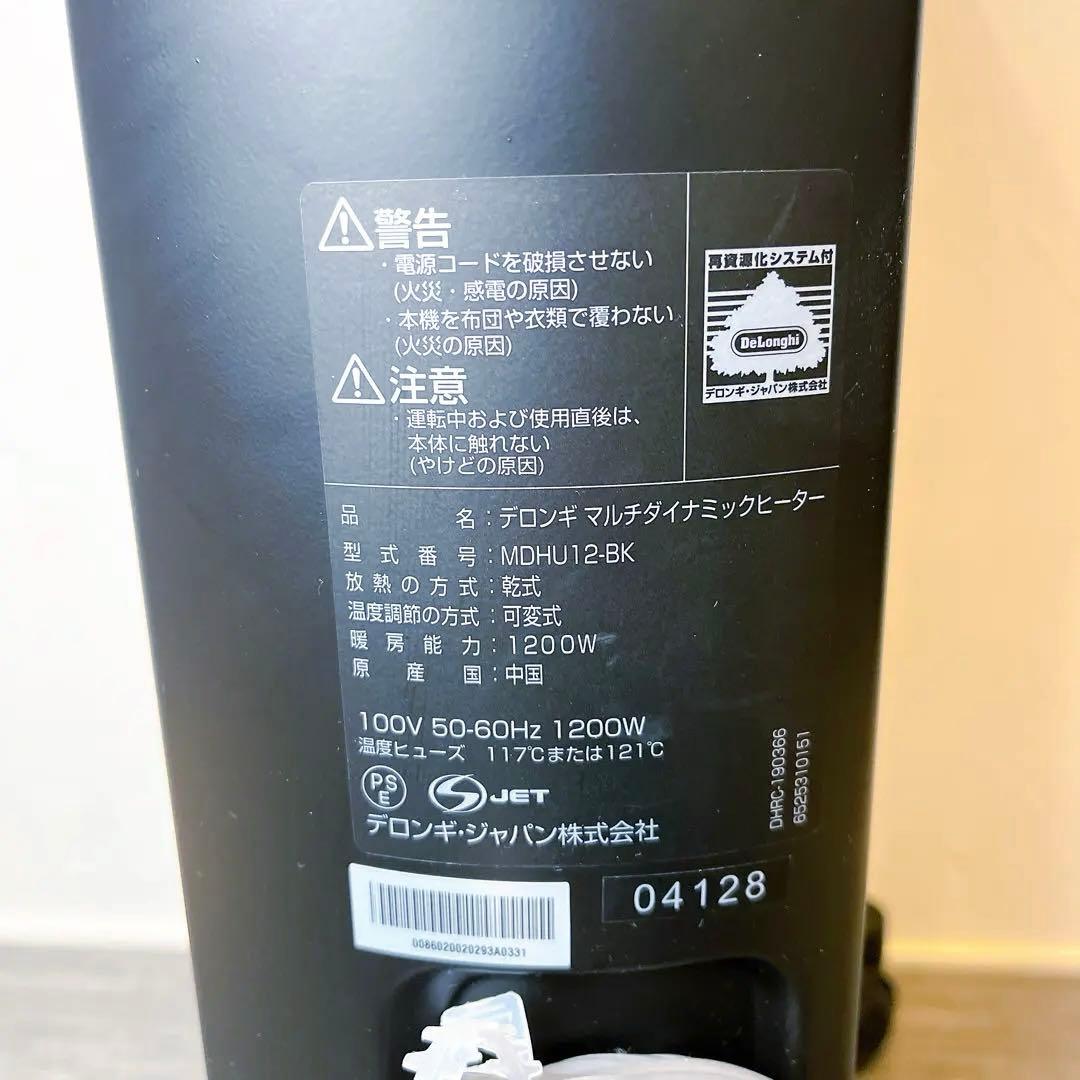 警告
・電源コードを破損させない
(火災・感電の原因)
・本機を布団や衣類で覆わない
(火災の原因)
注意
・運転中および使用直後は、
本体に触れない
(やけどの原因)
再資源化システム付
DeLonghi
デロンギ・ジャパン株式会社
品名:デロンギ マルチダイナミックヒーター
型式番号:MDHU12-BK
放熱の方式:乾式
温度調節の方式:可変式
暖房能力:1200W
原産国:中国
100V 50-60Hz 1200W
温度ヒューズ 117℃または121℃
PSE JET
デロンギ・ジャパン株式会社
DHRC-190366
6525310151
0086020020293A0331
04128